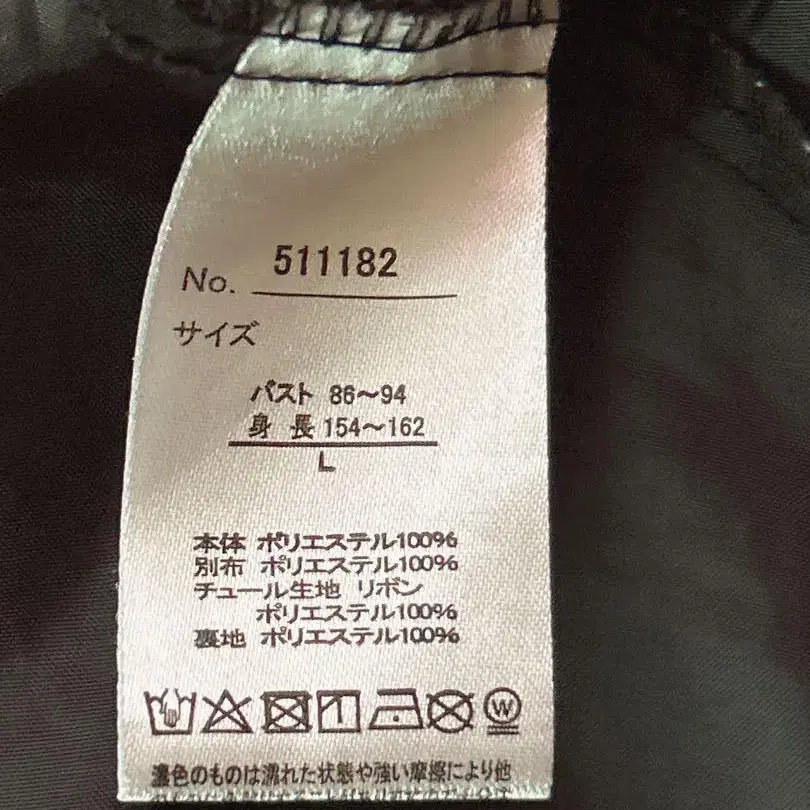 No. 511182
サイズ
バスト 86～94
身長 154～162
L
本体 ポリエステル100%
別布 ポリエステル100%
チュール生地 リボン
ポリエステル100%
裏地 ポリエステル100%
W
濃色のものは濡れた状態や強い摩擦により他